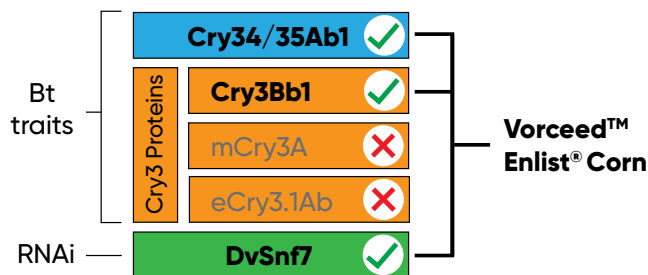 Bt
traits
Cry3 Proteins
Cry34/35Ab1
Cry3Bb1
mCry3A
eCry3.1Ab
RNAi
DvSnf7
Vorceed™
Enlist® Corn